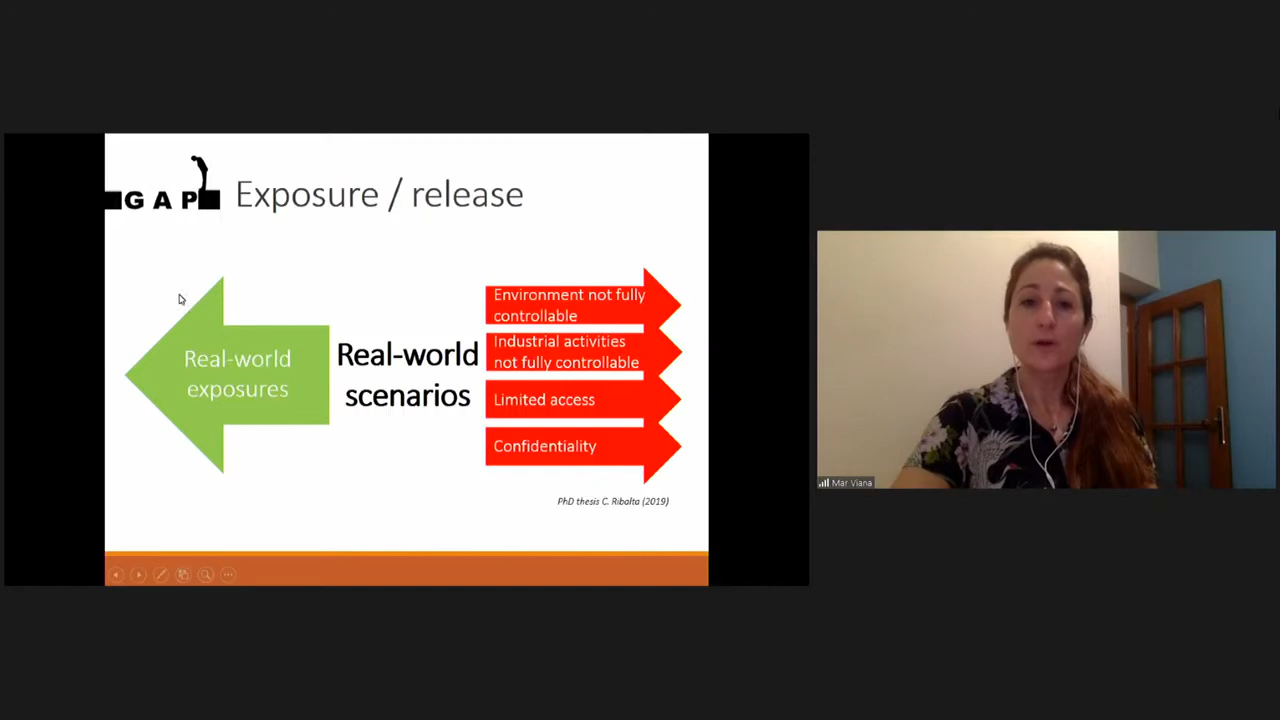 GAP
Exposure / release
Real-world
exposures
Real-world
scenarios
Environment not fully
controllable
Industrial activities
not fully controllable
Limited access
Confidentiality
PhD thesis C. Ribalta (2019)
Mar Viana